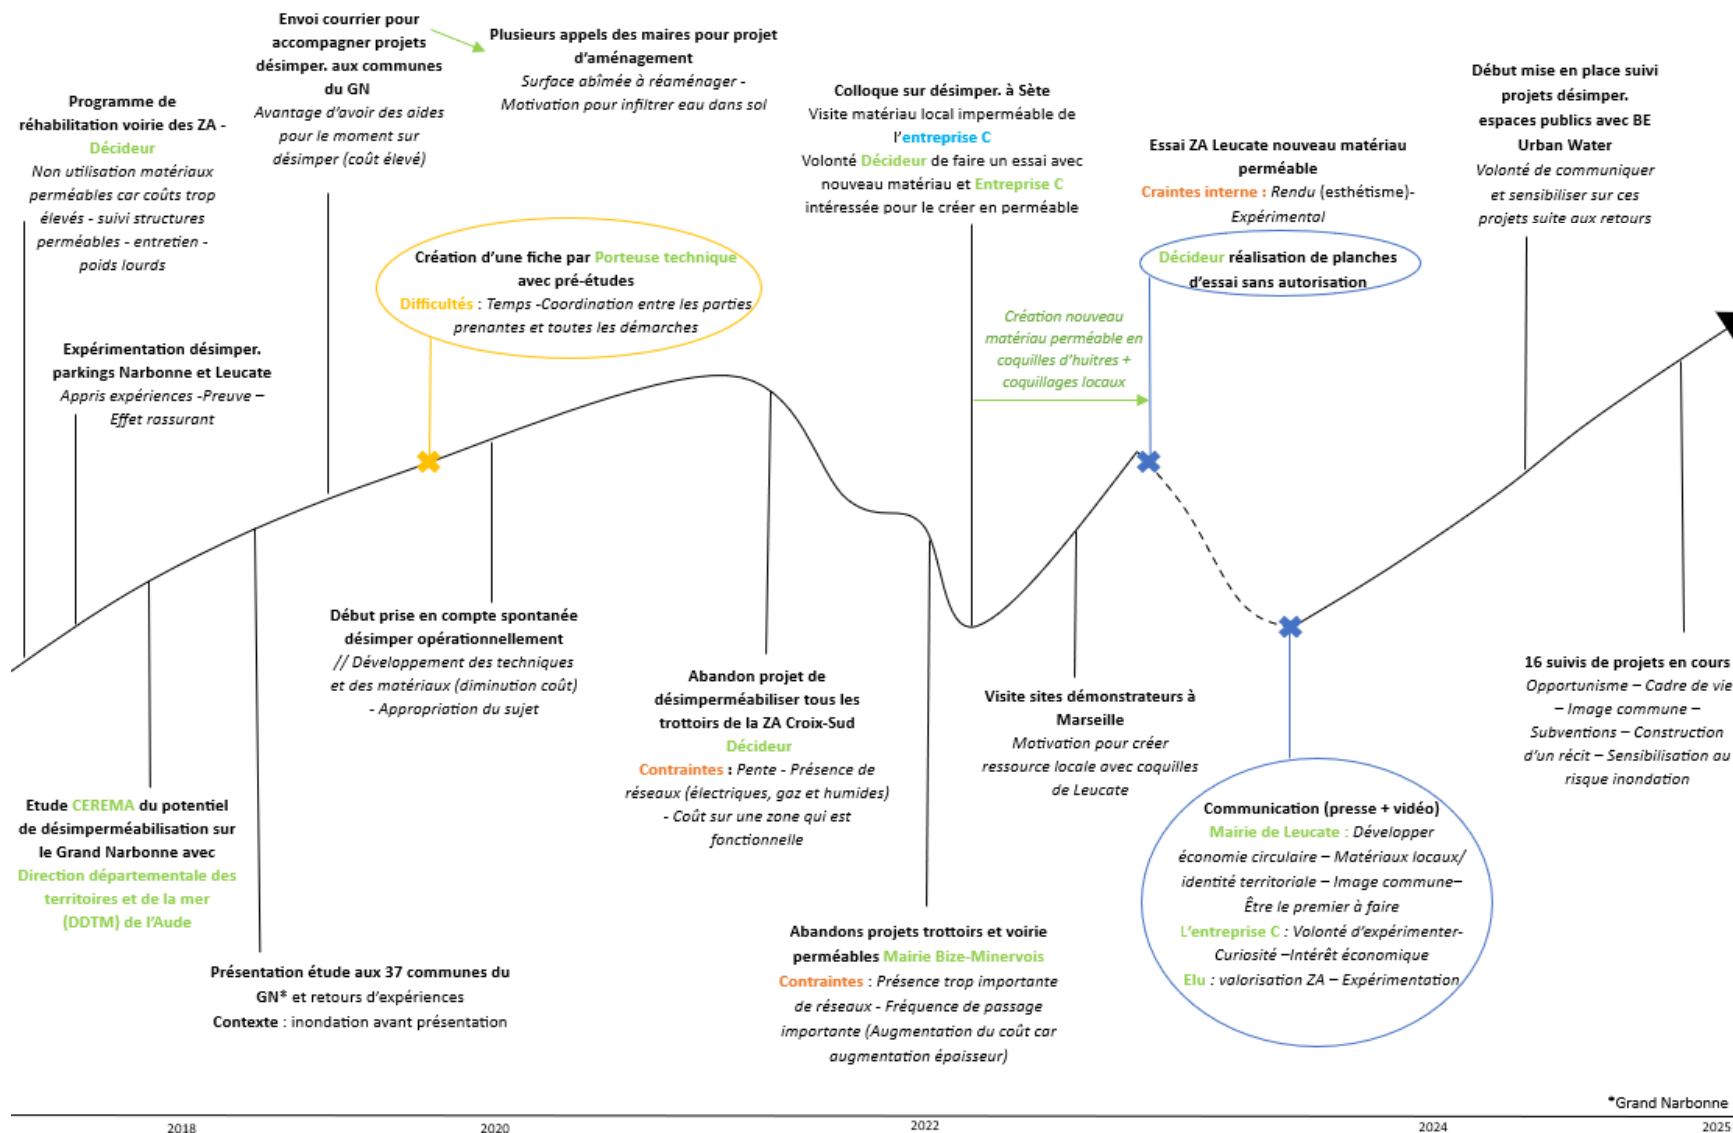 Envoi courrier pour
accompagner projets
désimper. aux communes
du GN
Avantage d'avoir des aides
pour le moment sur
désimper (coût élevé)
Plusieurs appels des maires pour projet
d'aménagement
Surface abîmée à réaménager -
Motivation pour infiltrer eau dans sol
Programme de
réhabilitation voirie des ZA -
Décideur
Non utilisation matériaux
perméables car coûts trop
élevés - suivi structures
perméables - entretien -
poids lourds
Colloque sur désimper. à Sète
Visite matériau local imperméable de
l'entreprise C
Volonté Décideur de faire un essai avec
nouveau matériau et Entreprise C
intéressée pour le créer en perméable
Essai ZA Leucate nouveau matériau
perméable
Craintes interne : Rendu (esthétisme)-
Expérimental
Décideur réalisation de planches
d'essai sans autorisation
Début mise en place suivi
projets désimper.
espaces publics avec BE
Urban Water
Volonté de communiquer
et sensibiliser sur ces
projets suite aux retours
Création d'une fiche par Porteuse technique
avec pré-études
Difficultés : Temps -Coordination entre les parties
prenantes et toutes les démarches
Création nouveau
matériau perméable en
coquilles d'huitres +
coquillages locaux
Expérimentation désimper.
parkings Narbonne et Leucate
Appris expériences -Preuve –
Effet rassurant
Début prise en compte spontanée
désimper opérationnellement
// Développement des techniques
et des matériaux (diminution coût)
- Appropriation du sujet
Abandon projet de
désimperméabiliser tous les
trottoirs de la ZA Croix-Sud
Décideur
Contraintes : Pente - Présence de
réseaux (électriques, gaz et humides)
- Coût sur une zone qui est
fonctionnelle
Visite sites démonstrateurs à
Marseille
Motivation pour créer
ressource locale avec coquilles
de Leucate
16 suivis de projets en cours
Opportunisme – Cadre de vie
– Image commune –
Subventions – Construction
d'un récit – Sensibilisation au
risque inondation
Etude CEREMA du potentiel
de désimperméabilisation sur
le Grand Narbonne avec
Direction départementale des
territoires et de la mer
(DDTM) de l'Aude
Communication (presse + vidéo)
Mairie de Leucate : Développer
économie circulaire – Matériaux locaux/
identité territoriale – Image commune–
Être le premier à faire
L'entreprise C : Volonté d'expérimenter-
Curiosité –Intérêt économique
Elu : valorisation ZA – Expérimentation
Présentation étude aux 37 communes du
GN* et retours d'expériences
Contexte : inondation avant présentation
Abandons projets trottoirs et voirie
perméables Mairie Bize-Minervois
Contraintes : Présence trop importante
de réseaux - Fréquence de passage
importante (Augmentation du coût car
augmentation épaisseur)
*Grand Narbonne
2018
2020
2022
2024
2025